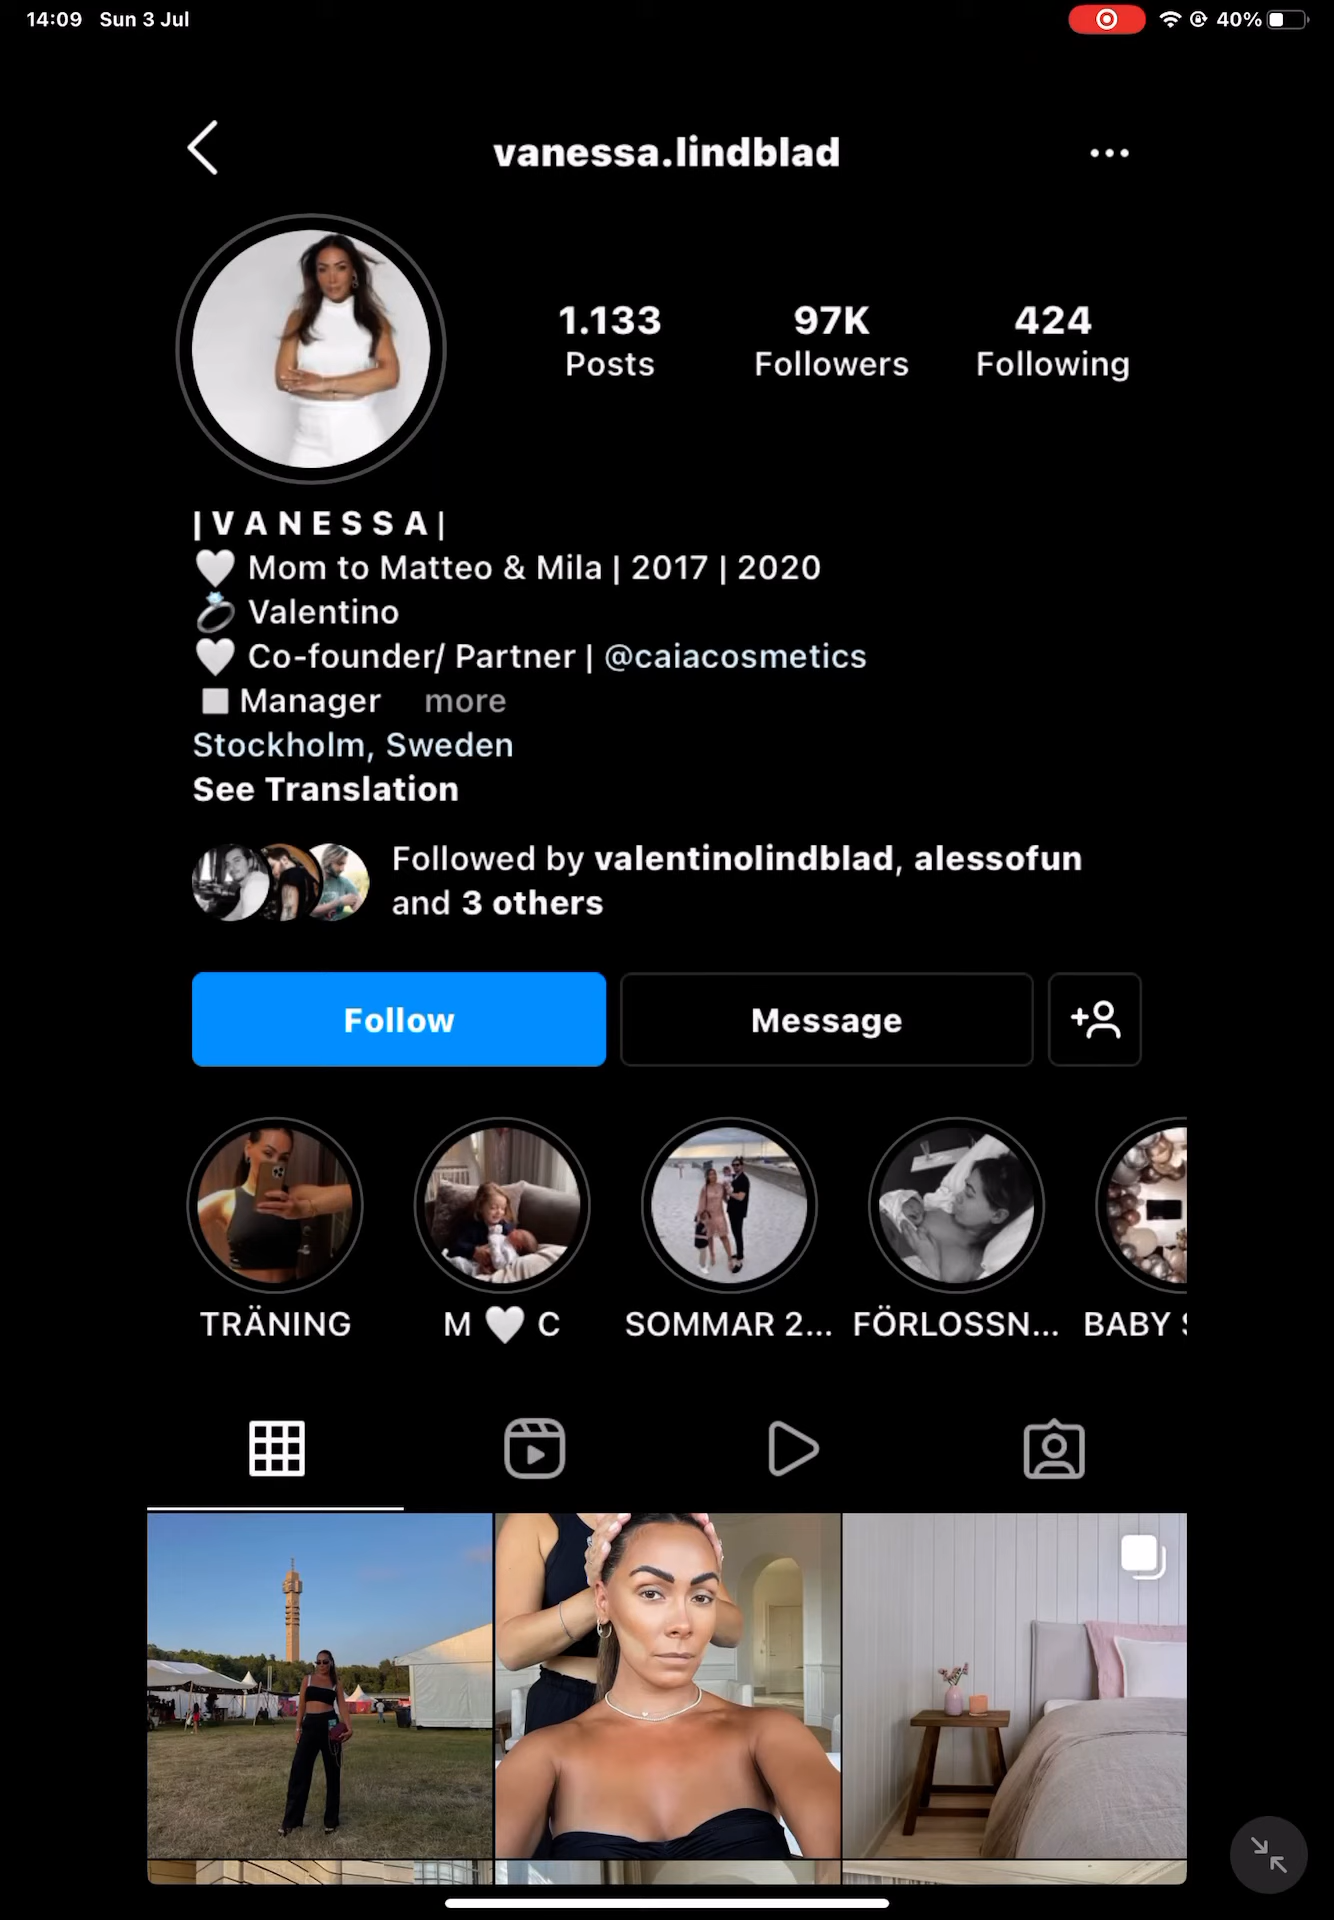 14:09 Sun 3 Jul
40%
vanessa.lindblad
1.133 97K 424
Posts Followers Following
| V A N E S S A |
🤍 Mom to Matteo & Mila | 2017 | 2020
💍 Valentino
🤍 Co-founder/ Partner | @caiacosmetics
◻️ Manager more
Stockholm, Sweden
See Translation
Followed by valentinolindblad, alessofun
and 3 others
Follow Message
TRÄNING M 🤍 C SOMMAR 2... FÖRLOSSN... BABY